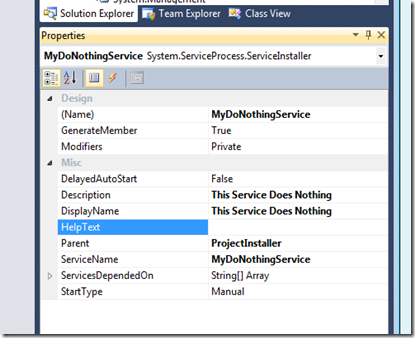 System.Management
Solution Explorer Team Explorer Class View
Properties
MyDoNothingService System.ServiceProcess.ServiceInstaller
Design
(Name) MyDoNothingService
GenerateMember True
Modifiers Private
Misc
DelayedAutoStart False
Description This Service Does Nothing
DisplayName This Service Does Nothing
HelpText
Parent ProjectInstaller
ServiceName MyDoNothingService
ServicesDependedOn String[] Array
StartType Manual